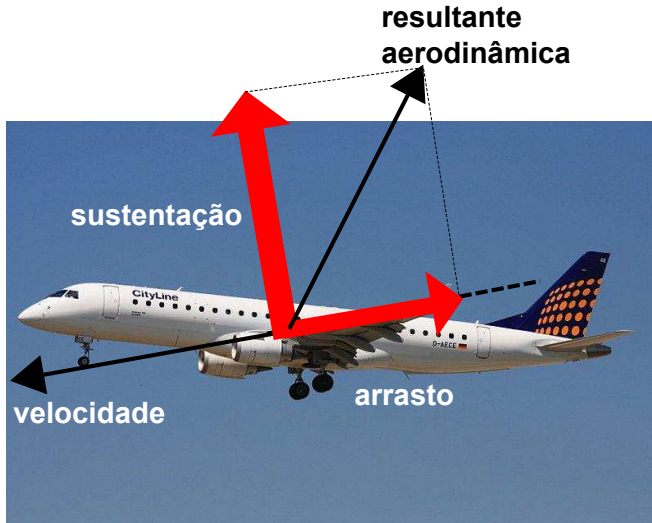 resultante
aerodinâmica
sustentação
CityLine
D-AECE
arrasto
velocidade